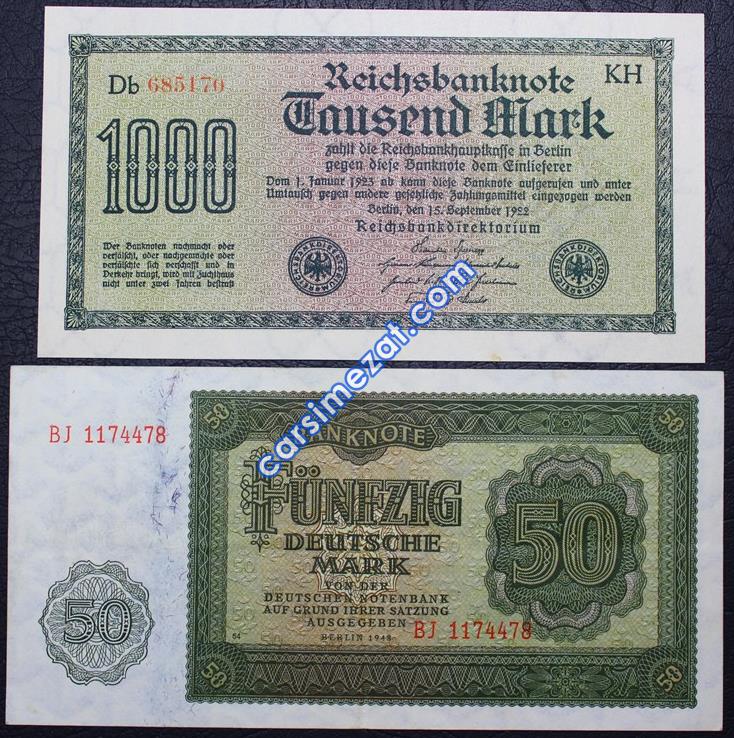 Db 685170
KH
Reichsbanknote
1000
Tausend Mark
zahlt die Reichsbankhauptkasse in Berlin
gegen diese Banknote dem Einlieferer
Vom 1. Januar 1923 ab kann diese Banknote aufgerufen und unter
Umtausch gegen andere gesetzliche Zahlungsmittel eingezogen werden
Berlin, den 15. September 1922
Reichsbankdirektorium
Wer Banknoten nachmacht oder
verfälscht, oder nachgemachte oder
verfälschte sich verschafft und in
Verkehr bringt, wird mit Zuchthaus
nicht unter zwei Jahren bestraft
carsimezat.com
50
50
BANKNOTE
BJ 1174478
FÜNFZIG
50
DEUTSCHE
MARK
VON DER
DEUTSCHEN NOTENBANK
AUF GRUND IHRER SATZUNG
AUSGEGEBEN
BERLIN 1948
BJ 1174478
50
54
50
50